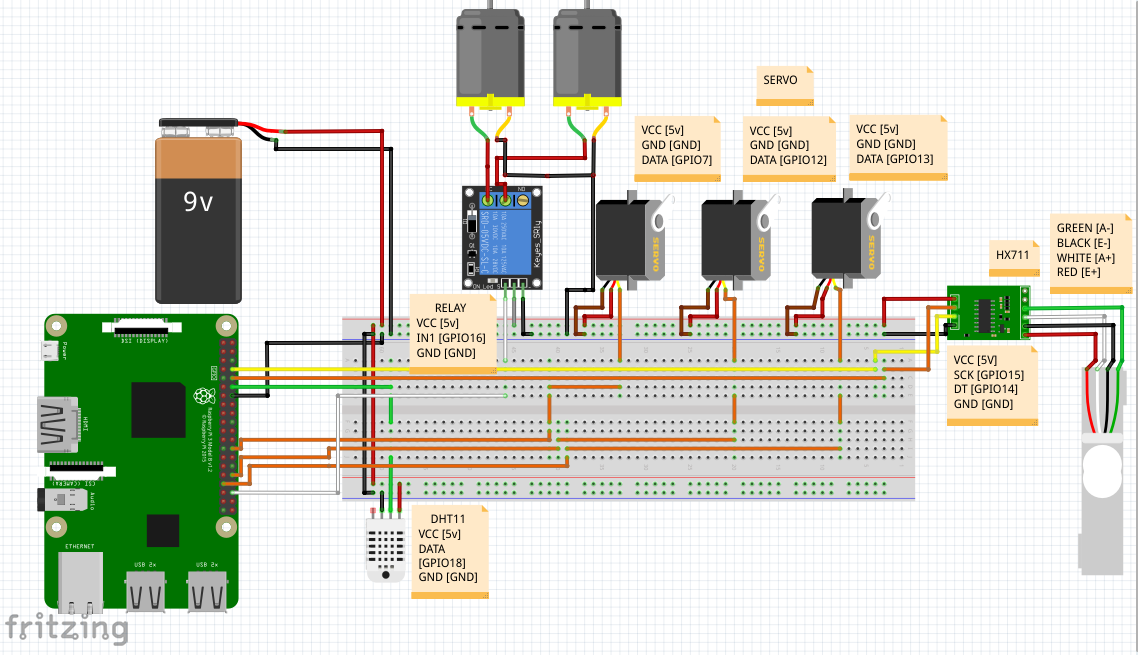 SERVO
VCC [5v]
GND [GND]
DATA [GPIO7]
VCC [5v]
GND [GND]
DATA [GPIO12]
VCC [5v]
GND [GND]
DATA [GPIO13]
9v
SERVO
SERVO
SERVO
Keyes_SRly
HX711
GREEN [A-]
BLACK [E-]
WHITE [A+]
RED [E+]
RELAY
VCC [5v]
IN1 [GPIO16]
GND [GND]
VCC [5V]
SCK [GPIO15]
DT [GPIO14]
GND [GND]
DSI (DISPLAY)
Power
GPIO
HDMI
CSI (CAMERA)
Audio
ETHERNET
USB 2x
USB 2x
DHT11
VCC [5v]
DATA
[GPIO18]
GND [GND]
fritzing